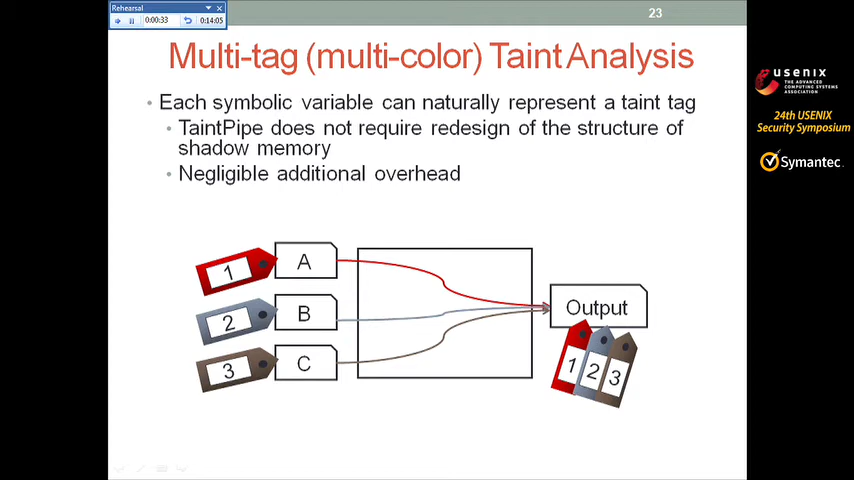 Rehearsal
0:00:33
0:14:05
23
Multi-tag (multi-color) Taint Analysis
• Each symbolic variable can naturally represent a taint tag
• TaintPipe does not require redesign of the structure of
shadow memory
• Negligible additional overhead
1
A
2
B
3
C
Output
1
2
3
usenix
THE ADVANCED
COMPUTING SYSTEMS
ASSOCIATION
24th USENIX
Security Symposium
Symantec.